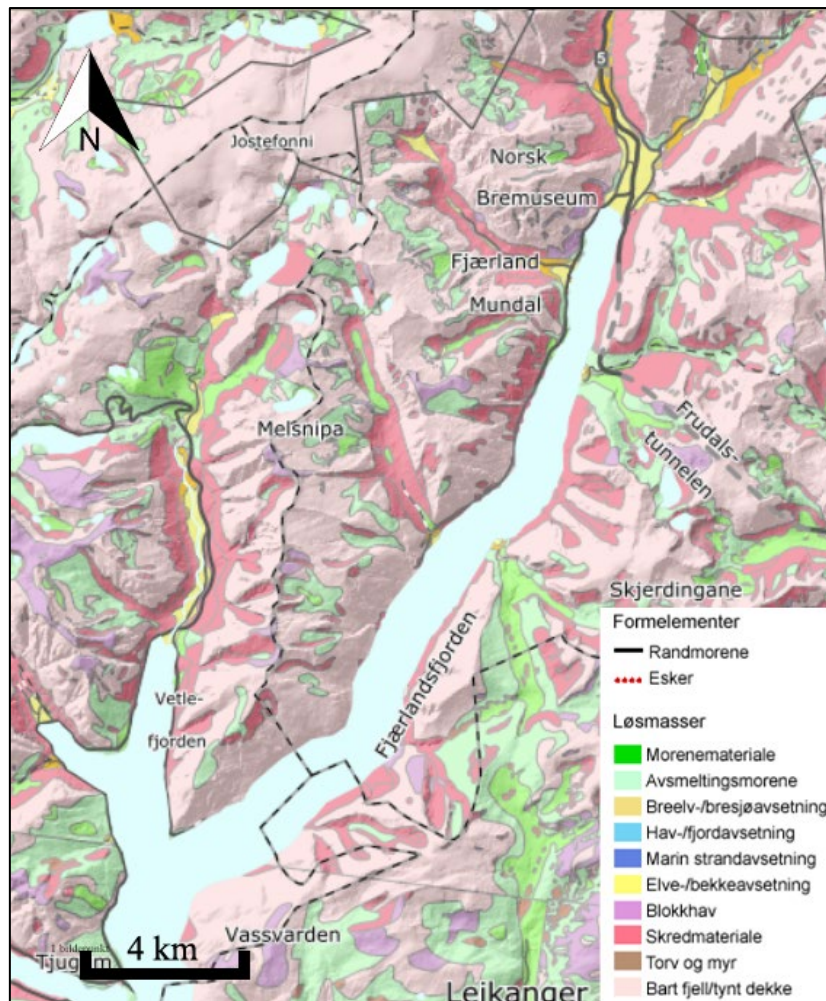 5
N
Jostefonni
Norsk
Bremuseum
Fjærland
Mundal
Melsnipa
Frudals-
tunnelen
Skjerdingane
Vetle-
fjorden
Fjærlandsfjorden
Formelementer
Randmorene
Esker
Løsmasser
Morenemateriale
Avsmeltingsmorene
Breelv-/bresjøavsetning
Hav-/fjordavsetning
Marin strandavsetning
Elve-/bekkeavsetning
Blokkhav
Skredmateriale
Torv og myr
Bart fjell/tynt dekke
4 km
Vassvarden
Leikanger